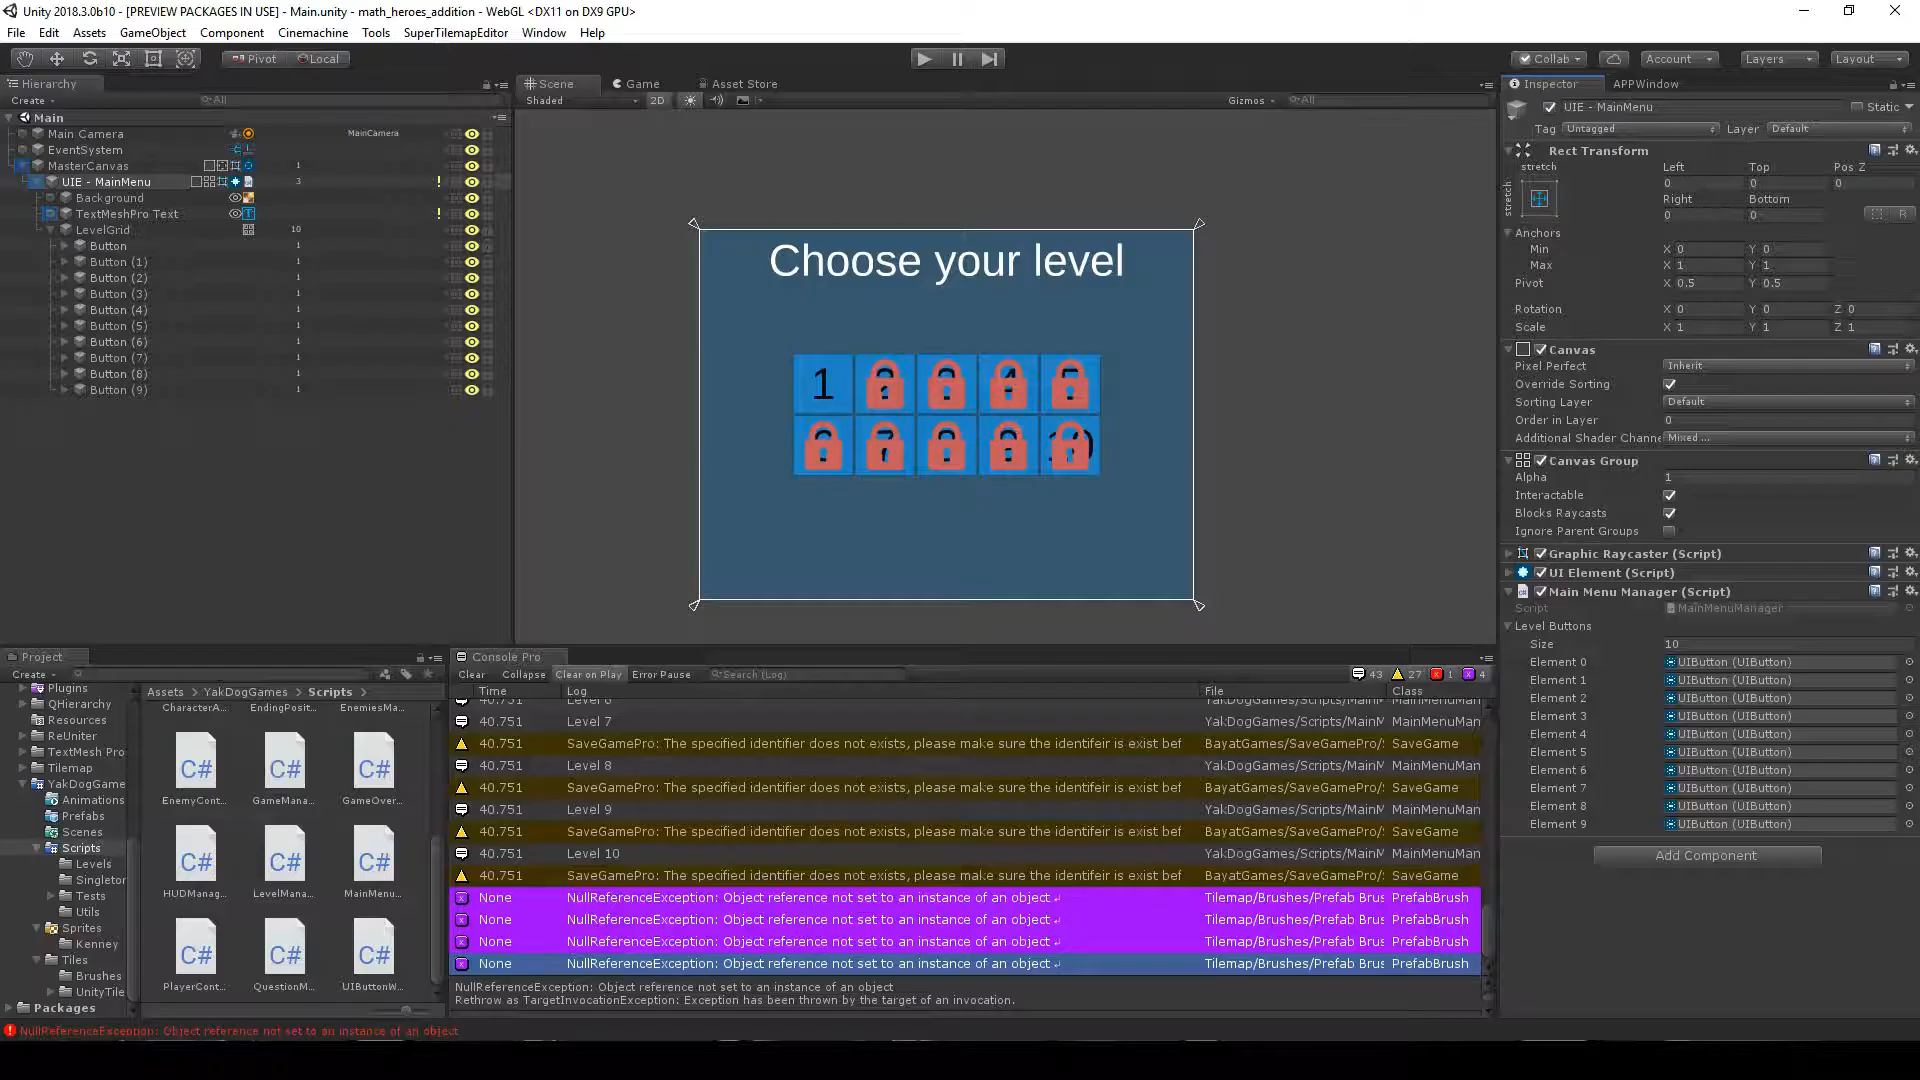 Unity 2018.3.0b10 - [PREVIEW PACKAGES IN USE] - Main.unity - math_heroes_addition - WebGL <DX11 on DX9 GPU>
File Edit Assets GameObject Component Cinemachine Tools SuperTilemapEditor Window Help
Pivot Local Collab Account Layers Layout
Hierarchy Scene Game Asset Store Inspector APPWindow
Create All Shaded 2D Gizmos All
UIE - MainMenu Static
Tag Untagged Layer Default
Main
Main Camera MainCamera
EventSystem
MasterCanvas 1
UIE - MainMenu 3
Background
TextMeshPro Text
LevelGrid 10
Button 1
Button (1) 1
Button (2) 1
Button (3) 1
Button (4) 1
Button (5) 1
Button (6) 1
Button (7) 1
Button (8) 1
Button (9) 1
Choose your level
1
Rect Transform
stretch Left Top Pos Z
stretch 0 0 0
Right Bottom
0 0 R
Anchors
Min X 0 Y 0
Max X 1 Y 1
Pivot X 0.5 Y 0.5
Rotation X 0 Y 0 Z 0
Scale X 1 Y 1 Z 1
Canvas
Pixel Perfect Inherit
Override Sorting
Sorting Layer Default
Order in Layer 0
Additional Shader Channe Mixed ...
Canvas Group
Alpha 1
Interactable
Blocks Raycasts
Ignore Parent Groups
Graphic Raycaster (Script)
UI Element (Script)
Main Menu Manager (Script)
Script MainMenuManager
Level Buttons
Size 10
Element 0 UIButton (UIButton)
Element 1 UIButton (UIButton)
Element 2 UIButton (UIButton)
Element 3 UIButton (UIButton)
Element 4 UIButton (UIButton)
Element 5 UIButton (UIButton)
Element 6 UIButton (UIButton)
Element 7 UIButton (UIButton)
Element 8 UIButton (UIButton)
Element 9 UIButton (UIButton)
Add Component
Project
Create
Plugins
QHierarchy
Resources
ReUniter
TextMesh Pro
Tilemap
YakDogGame
Animations
Prefabs
Scenes
Scripts
Levels
Singletor
Tests
Utils
Sprites
Kenney
Tiles
Brushes
UnityTile
Packages
Assets YakDogGames Scripts
CharacterA... EndingPosit... EnemiesMa...
C# C# C#
EnemyCont... GameMana... GameOver...
C# C# C#
HUDManag... LevelMana... MainMenu...
C# C# C#
PlayerCont... QuestionM... UIButtonW...
Console Pro
Clear Collapse Clear on Play Error Pause Search (Log) 43 27 1 4
Time Log File Class
40.751 Level 6 YakDogGames/Scripts/MainM MainMenuMan
40.751 Level 7 YakDogGames/Scripts/MainM MainMenuMan
40.751 SaveGamePro: The specified identifier does not exists, please make sure the identifeir is exist bef BayatGames/SaveGamePro/: SaveGame
40.751 Level 8 YakDogGames/Scripts/MainM MainMenuMan
40.751 SaveGamePro: The specified identifier does not exists, please make sure the identifeir is exist bef BayatGames/SaveGamePro/: SaveGame
40.751 Level 9 YakDogGames/Scripts/MainM MainMenuMan
40.751 SaveGamePro: The specified identifier does not exists, please make sure the identifeir is exist bef BayatGames/SaveGamePro/: SaveGame
40.751 Level 10 YakDogGames/Scripts/MainM MainMenuMan
40.751 SaveGamePro: The specified identifier does not exists, please make sure the identifeir is exist bef BayatGames/SaveGamePro/: SaveGame
None NullReferenceException: Object reference not set to an instance of an object Tilemap/Brushes/Prefab Brus PrefabBrush
None NullReferenceException: Object reference not set to an instance of an object Tilemap/Brushes/Prefab Brus PrefabBrush
None NullReferenceException: Object reference not set to an instance of an object Tilemap/Brushes/Prefab Brus PrefabBrush
None NullReferenceException: Object reference not set to an instance of an object Tilemap/Brushes/Prefab Brus PrefabBrush
NullReferenceException: Object reference not set to an instance of an object
Rethrow as TargetInvocationException: Exception has been thrown by the target of an invocation.
NullReferenceException: Object reference not set to an instance of an object